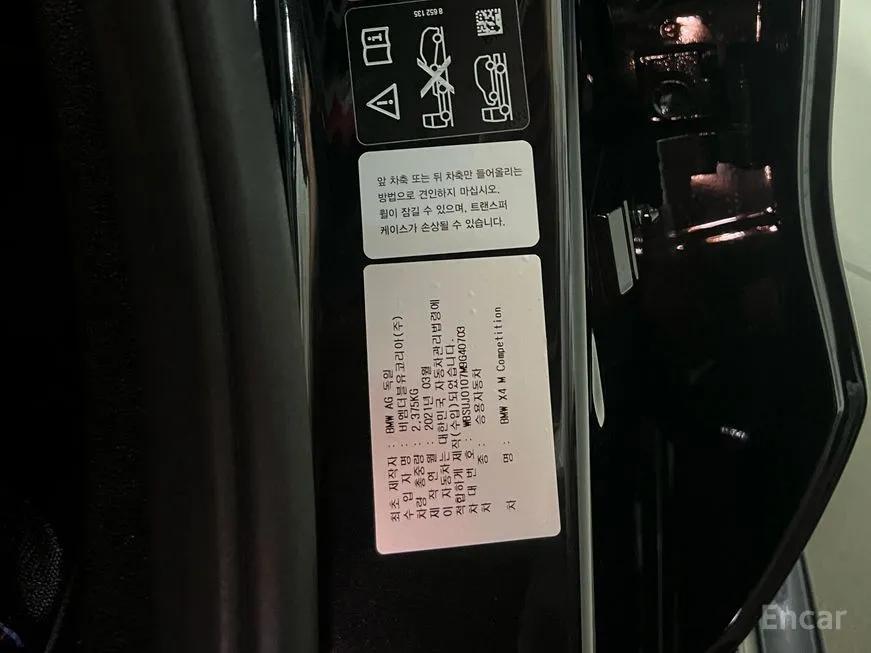 8 652 135
앞 차축 또는 뒤 차축만 들어올리는
방법으로 견인하지 마십시오.
휠이 잠길 수 있으며, 트랜스퍼
케이스가 손상될 수 있습니다.
최초 제작자 : BMW AG 독일
수 입 자 명 : 비엠더블유코리아(주)
차량 총중량 : 2,375KG
제 작 연 월 : 2021년 03월
이 자동차는 대한민국 자동차관리법령에
적합하게 제작(수입)되었습니다.
차 대 번 호 : WBSUJ0107M9G40703
차 종 : 승용자동차
차 명 : BMW X4 M Competition
Encar